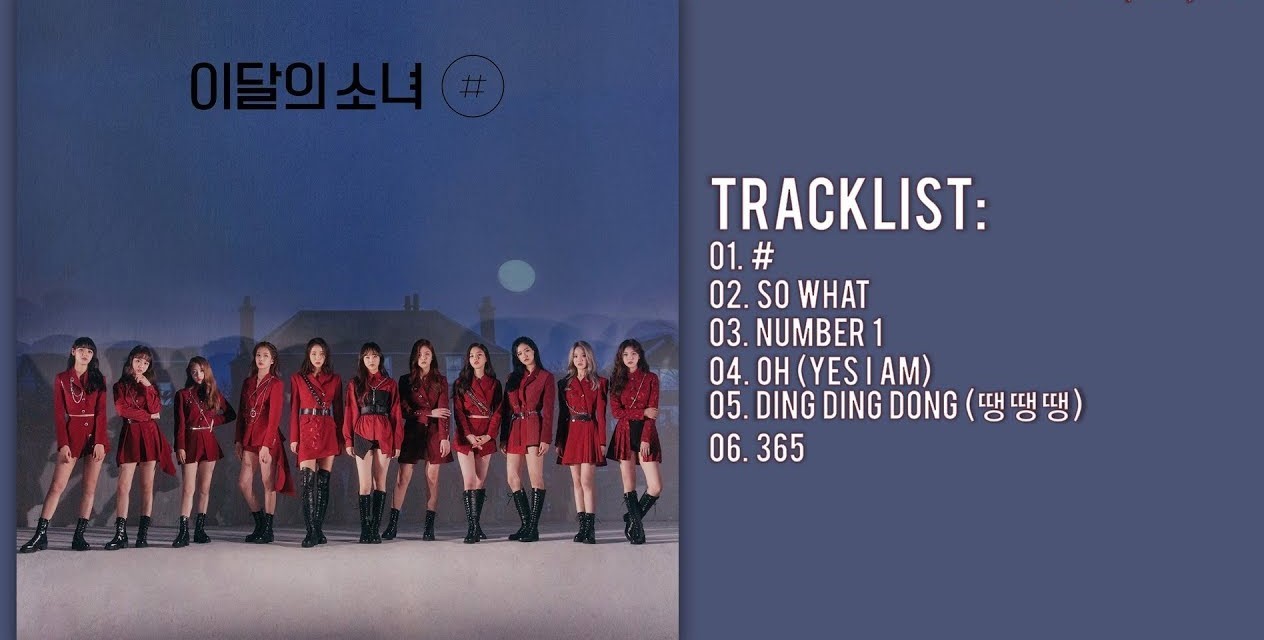 이달의 소녀 #
TRACKLIST:
01. #
02. SO WHAT
03. NUMBER 1
04. OH (YES I AM)
05. DING DING DONG (땡땡땡)
06. 365